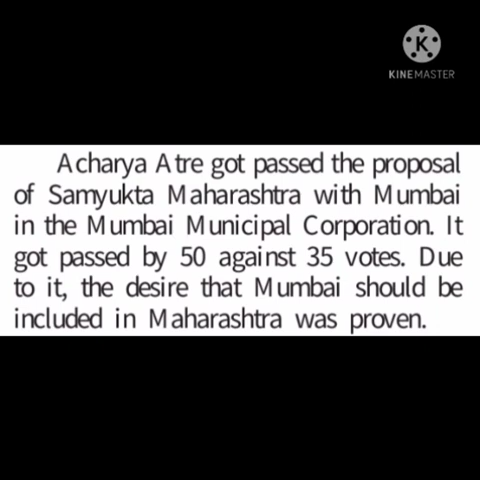 K
KINEMASTER
Acharya Atre got passed the proposal
of Samyukta Maharashtra with Mumbai
in the Mumbai Municipal Corporation. It
got passed by 50 against 35 votes. Due
to it, the desire that Mumbai should be
included in Maharashtra was proven.